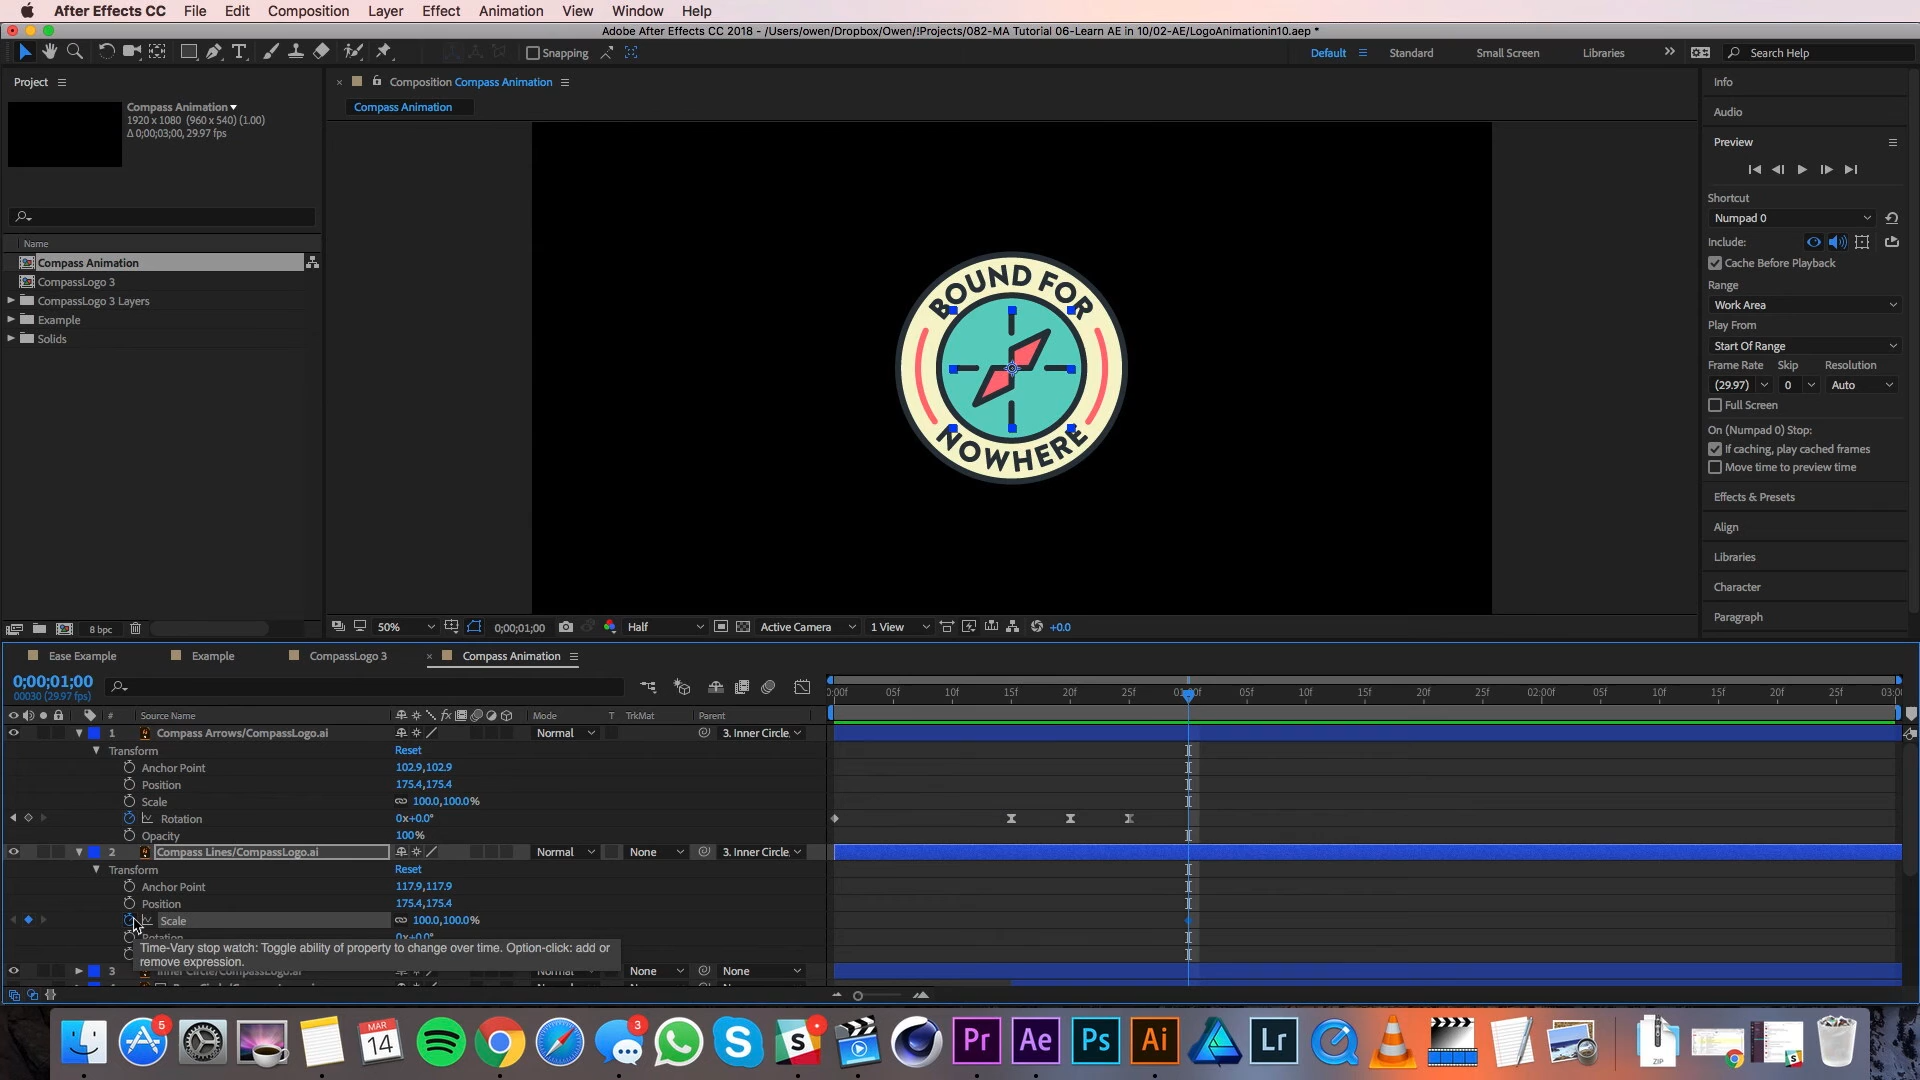 After Effects CC File Edit Composition Layer Effect Animation View Window Help
Adobe After Effects CC 2018 - /Users/owen/Dropbox/Owen/!Projects/082-MA Tutorial 06-Learn AE in 10/02-AE/LogoAnimationin10.aep *
Snapping Default Standard Small Screen Libraries Search Help
Project
Compass Animation
1920 x 1080 (960 x 540) (1.00)
Δ 0;00;03;00, 29.97 fps
Name
Compass Animation
CompassLogo 3
CompassLogo 3 Layers
Example
Solids
8 bpc
Composition Compass Animation
Compass Animation
BOUND FOR
NOWHERE
50% 0;00;01;00 Half Active Camera 1 View +0.0
Info
Audio
Preview
Shortcut
Numpad 0
Include:
Cache Before Playback
Range
Work Area
Play From
Start Of Range
Frame Rate Skip Resolution
(29.97) 0 Auto
Full Screen
On (Numpad 0) Stop:
If caching, play cached frames
Move time to preview time
Effects & Presets
Align
Libraries
Character
Paragraph
Ease Example Example CompassLogo 3 Compass Animation
0;00;01;00
00030 (29.97 fps)
0:00f 05f 10f 15f 20f 25f 05f 10f 15f 20f 25f 02:00f 05f 10f 15f 20f 25f 03:0
# Source Name fx Mode T TrkMat Parent
1 Compass Arrows/CompassLogo.ai Normal 3. Inner Circle
Transform Reset
Anchor Point 102.9,102.9
Position 175.4,175.4
Scale 100.0,100.0%
Rotation 0x+0.0°
Opacity 100%
2 Compass Lines/CompassLogo.ai Normal None 3. Inner Circle
Transform Reset
Anchor Point 117.9,117.9
Position 175.4,175.4
Scale 100.0,100.0%
Rotation 0x+0.0°
Time-Vary stop watch: Toggle ability of property to change over time. Option-click: add or
remove expression.
3 Inner Circle/CompassLogo.ai Normal None None
5 MAR 14 3 Pr Ae Ps Ai Lr ZIP